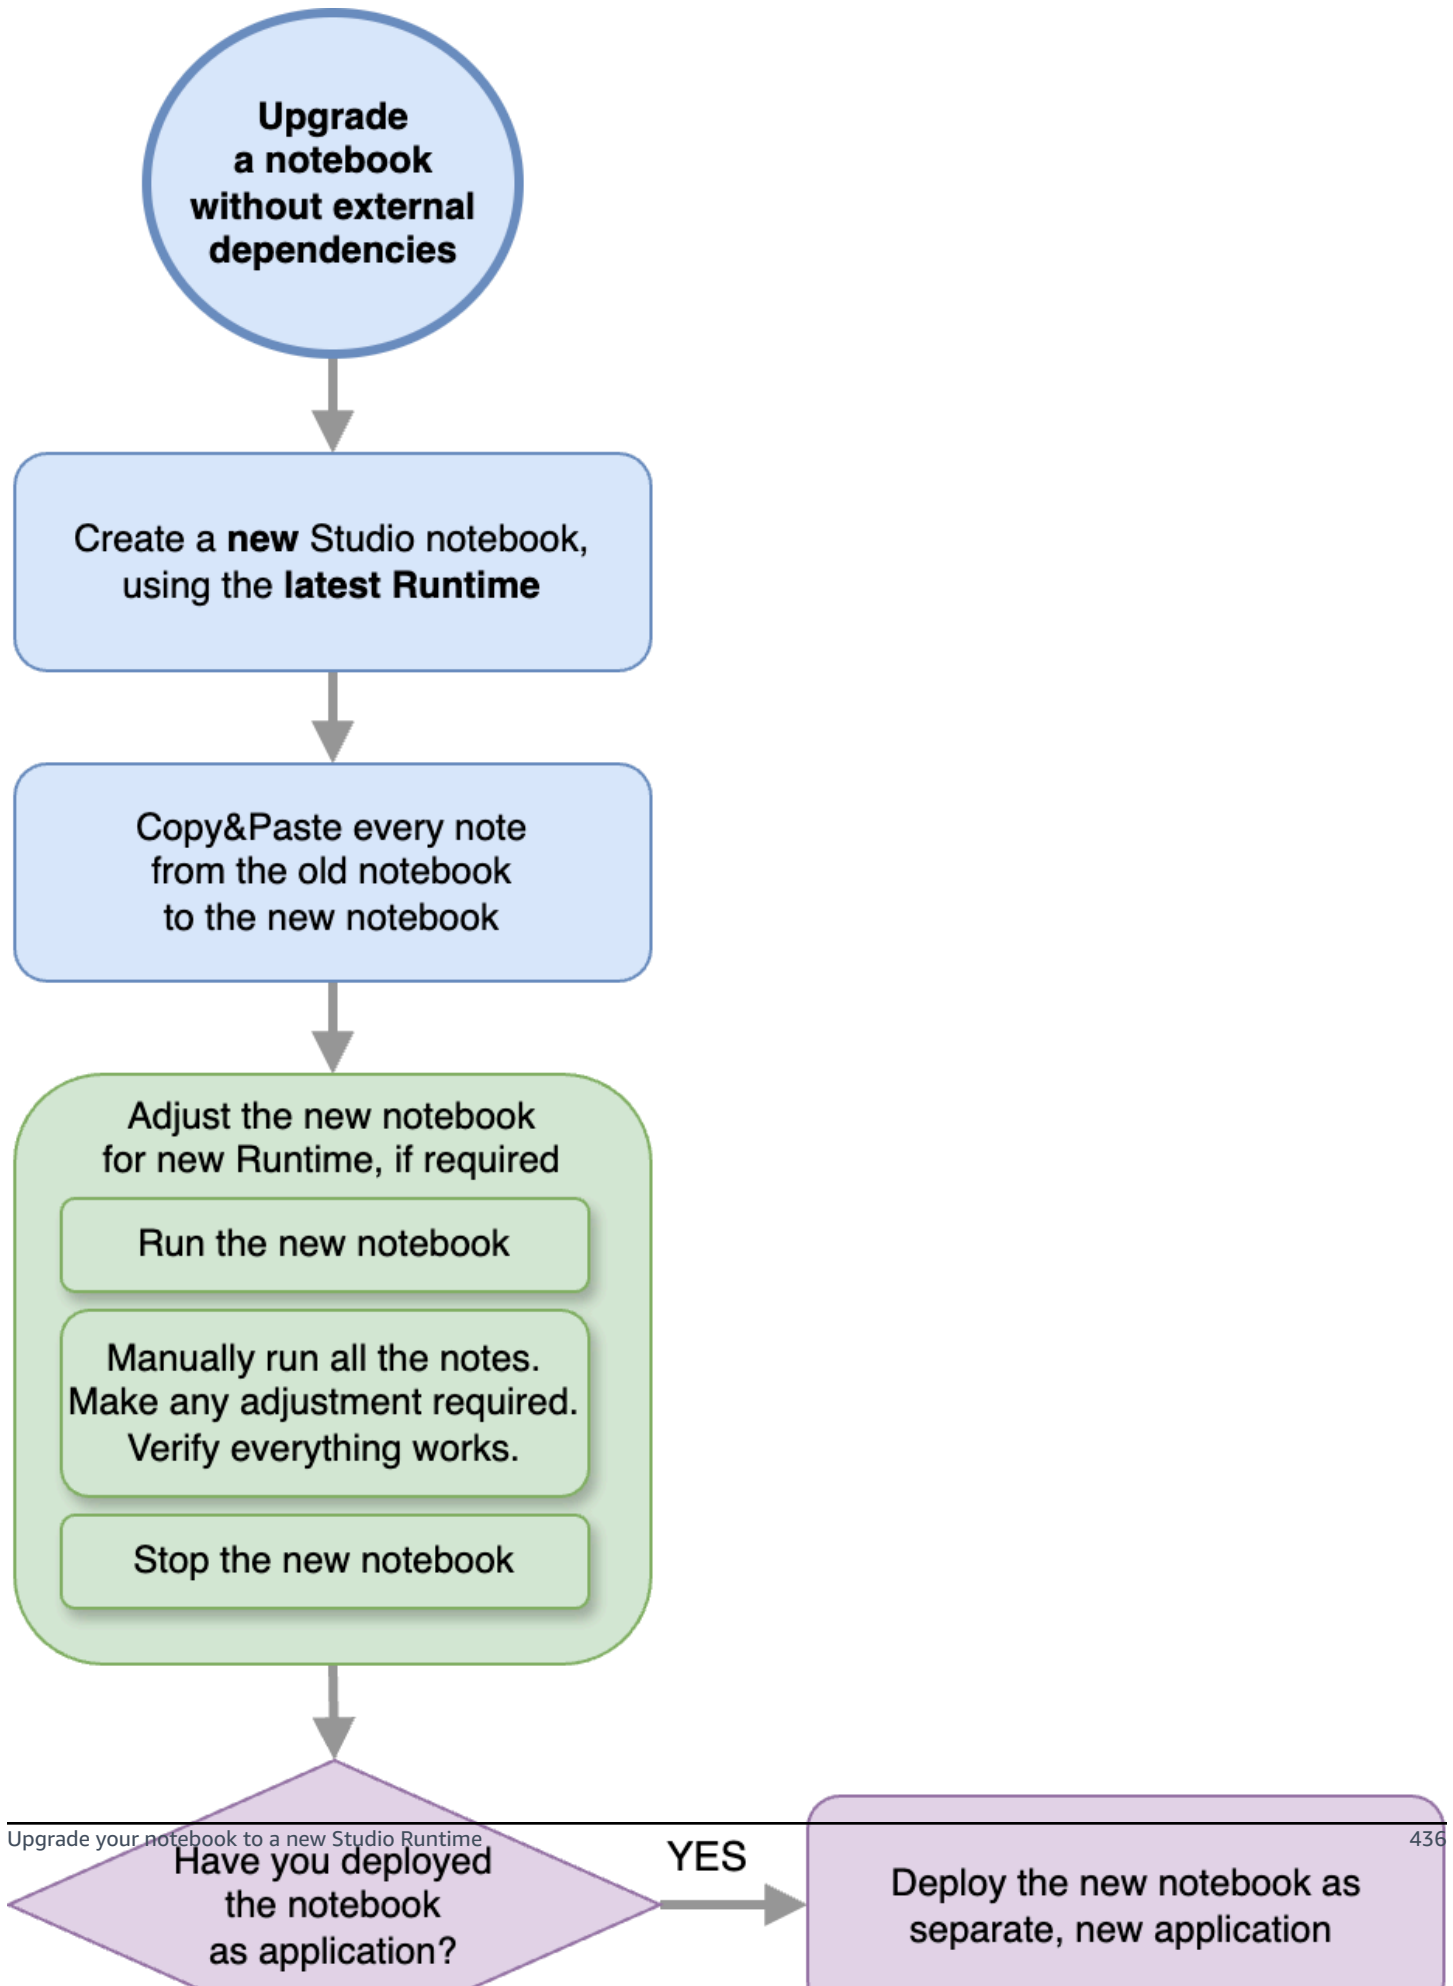 Upgrade
a notebook
without external
dependencies
Create a new Studio notebook,
using the latest Runtime
Copy&Paste every note
from the old notebook
to the new notebook
Adjust the new notebook
for new Runtime, if required
Run the new notebook
Manually run all the notes.
Make any adjustment required.
Verify everything works.
Stop the new notebook
Upgrade your notebook to a new Studio Runtime
436
Have you deployed
the notebook
as application?
YES
Deploy the new notebook as
separate, new application